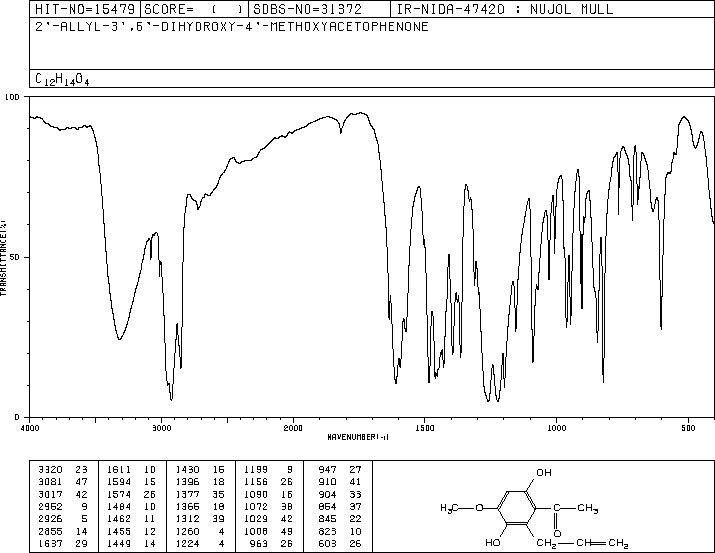 HIT-NO=15479 SCORE= ( ) SDBS-NO=31372 IR-NIDA-47420 : NUJOL MULL
2'-ALLYL-3',6'-DIHYDROXY-4'-METHOXYACETOPHENONE
C12H14O4
100
50
0
TRANSMITTANCE(%)
4000 3000 2000 1500 1000 500
WAVENUMBER(-1)
3320 23 1611 10 1430 16 1199 9 947 27
3081 47 1594 15 1396 18 1156 26 910 41
3017 42 1574 26 1377 35 1090 16 904 33
2962 9 1484 10 1365 18 1072 38 864 37
2926 5 1462 11 1312 39 1029 42 845 22
2855 14 1455 12 1260 4 1008 49 823 10
1637 29 1449 14 1224 4 963 26 603 26
OH
H3C O C CH3
O
HO CH2 CH CH2